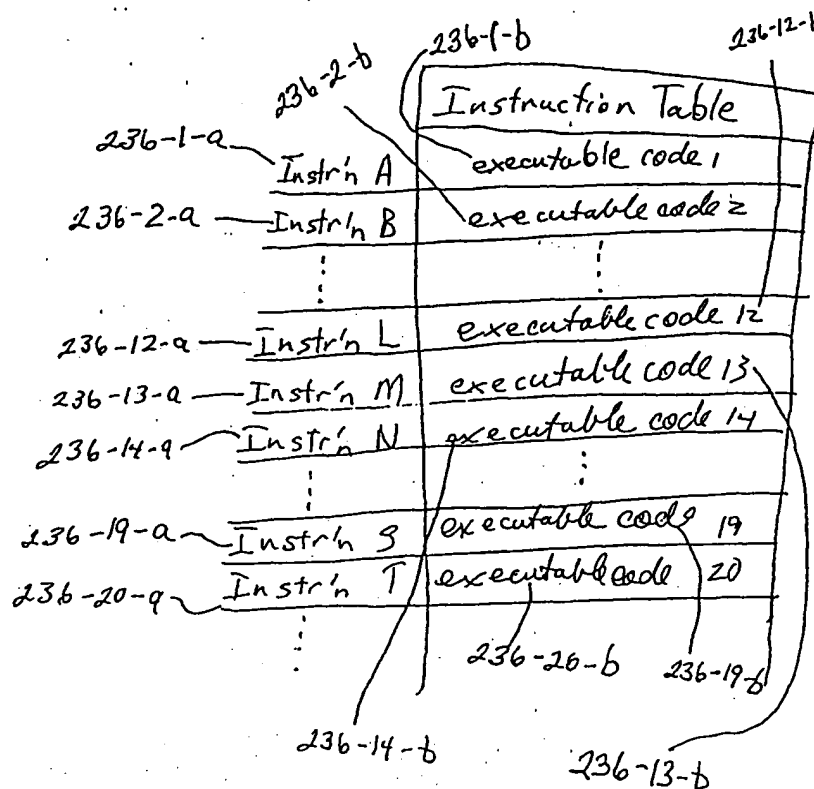 236-1-b
236-12-b
236-2-b
Instruction Table
236-1-a Instr'n A executable code 1
236-2-a Instr'n B executable code 2
236-12-a Instr'n L executable code 12
236-13-a Instr'n M executable code 13
236-14-a Instr'n N executable code 14
236-19-a Instr'n S executable code 19
236-20-a Instr'n T executable code 20
236-20-b 236-19-b
236-14-b
236-13-b